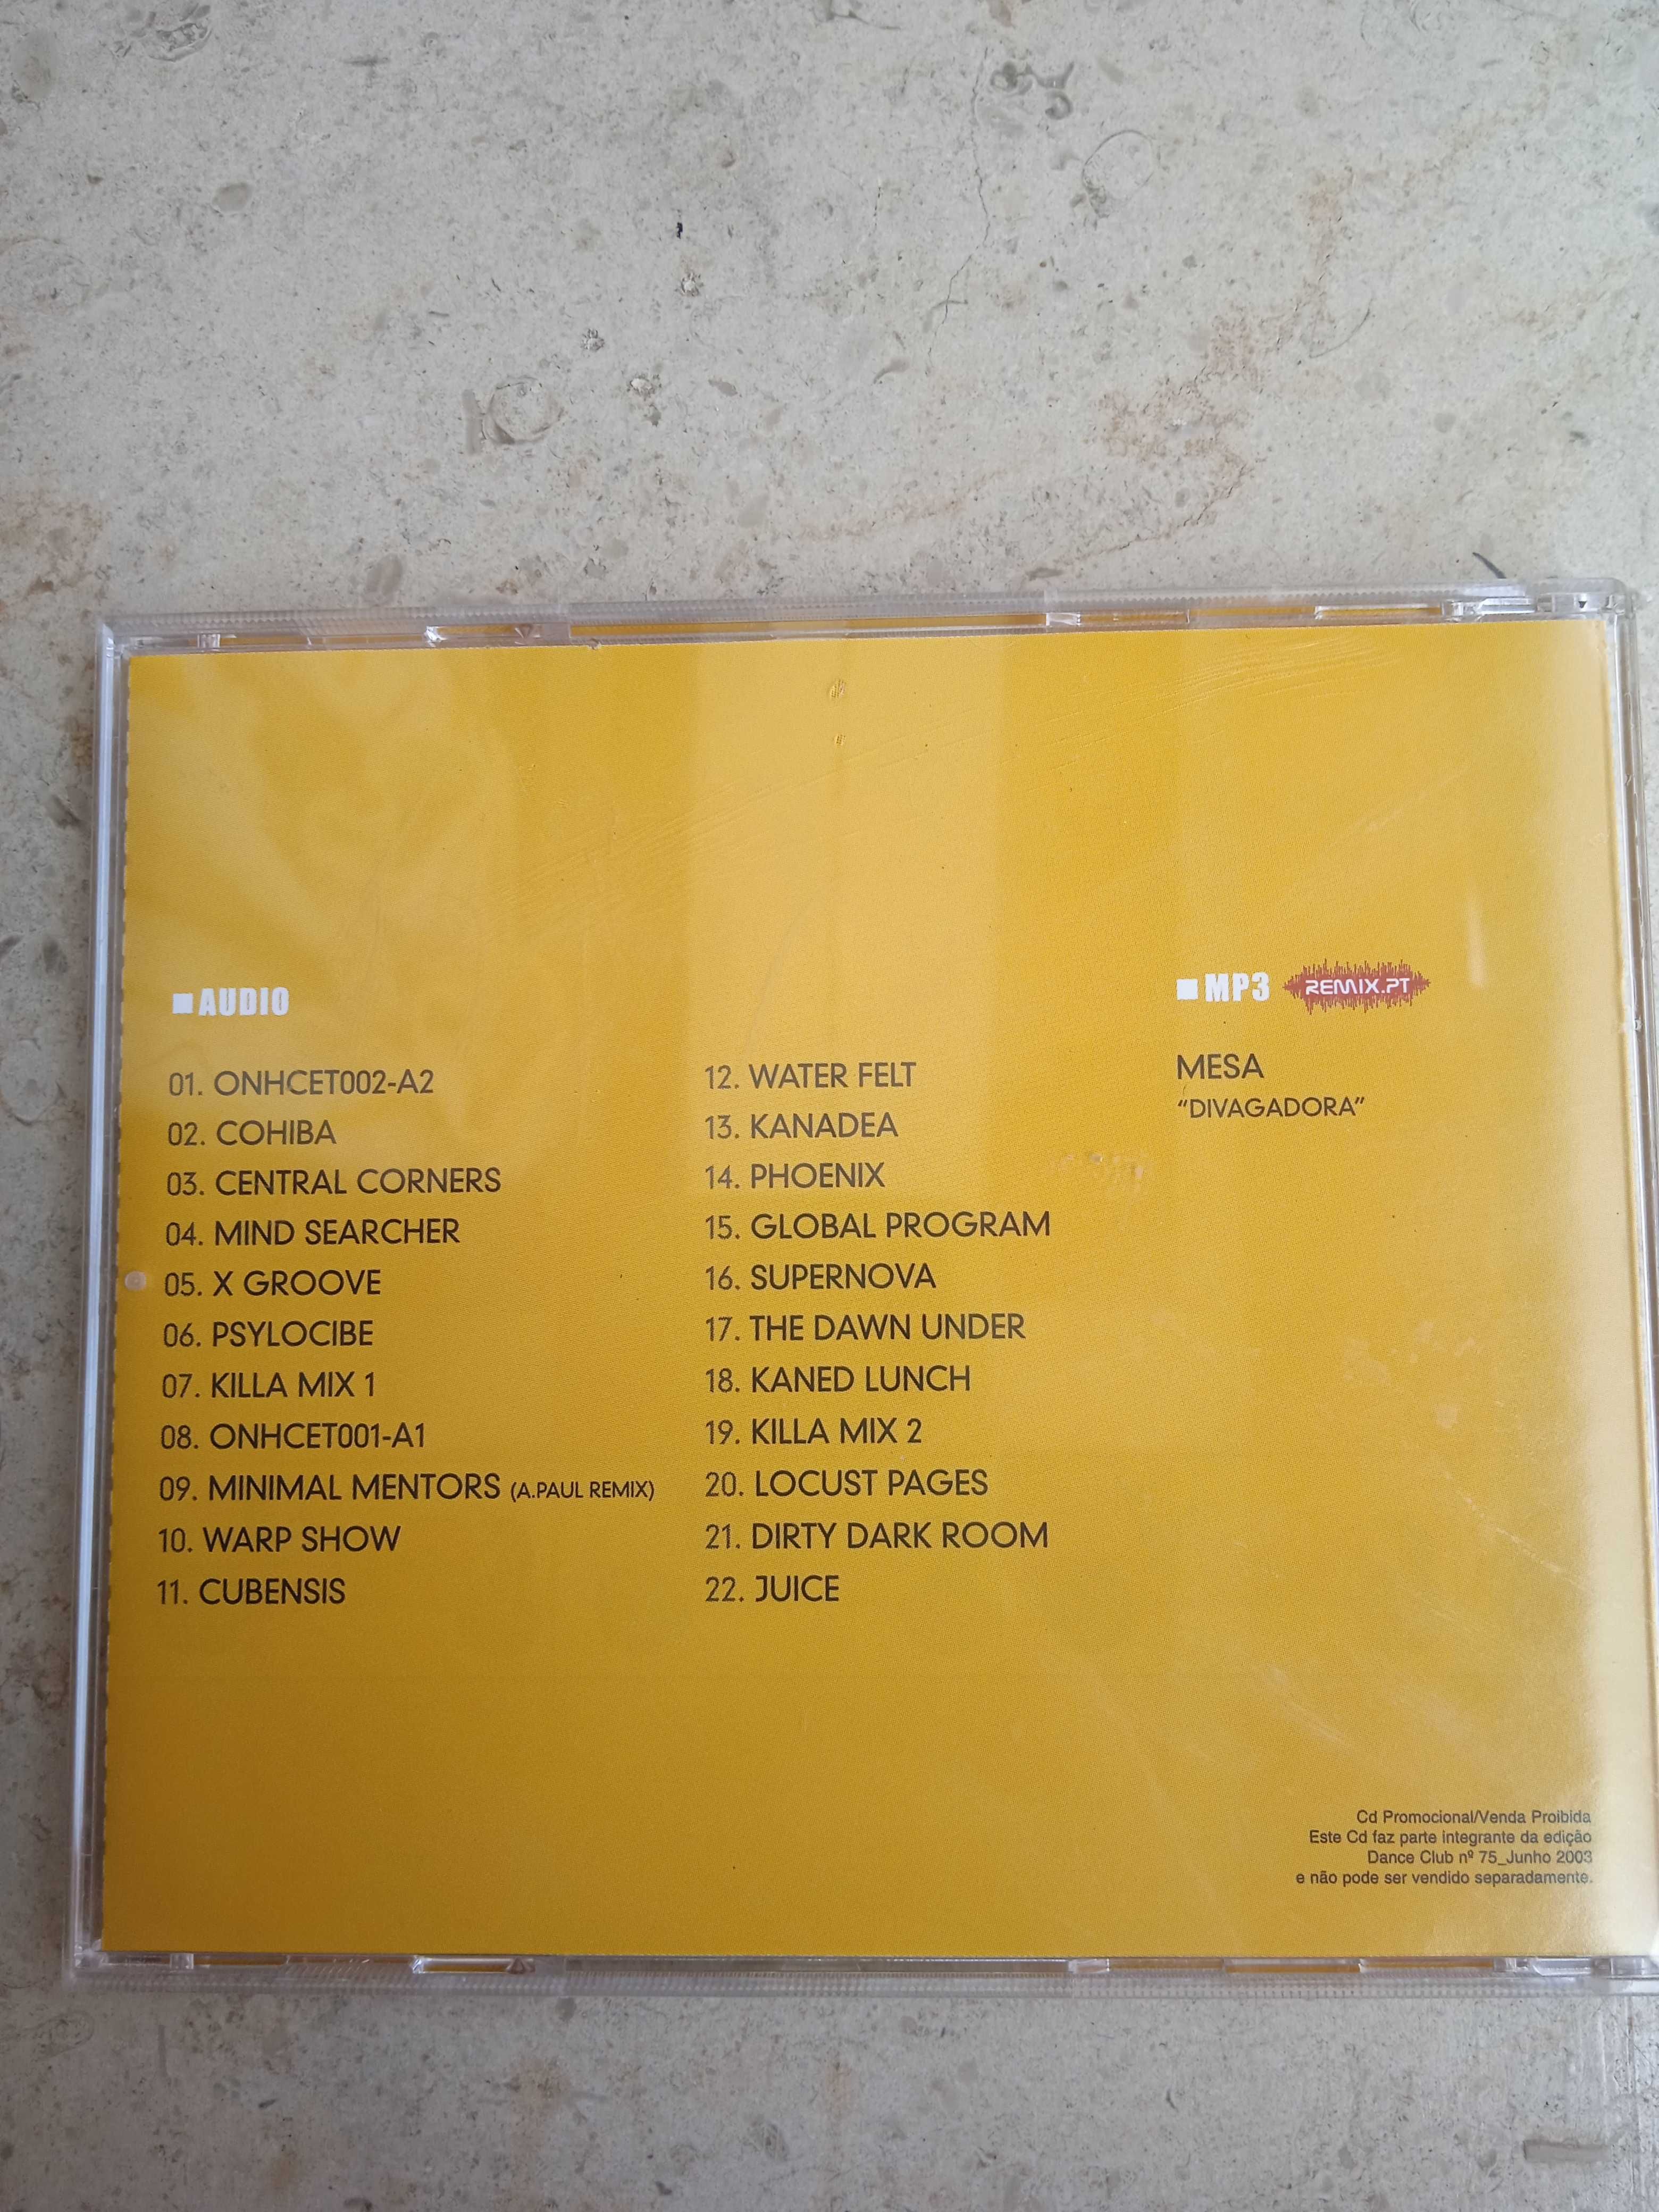 AUDIO
01. ONHCET002-A2
02. COHIBA
03. CENTRAL CORNERS
04. MIND SEARCHER
05. X GROOVE
06. PSYLOCIBE
07. KILLA MIX 1
08. ONHCET001-A1
09. MINIMAL MENTORS (A.PAUL REMIX)
10. WARP SHOW
11. CUBENSIS
12. WATER FELT
13. KANADEA
14. PHOENIX
15. GLOBAL PROGRAM
16. SUPERNOVA
17. THE DAWN UNDER
18. KANED LUNCH
19. KILLA MIX 2
20. LOCUST PAGES
21. DIRTY DARK ROOM
22. JUICE
MP3 REMIX.PT
MESA
“DIVAGADORA”
Cd Promocional/Venda Proibida
Este Cd faz parte integrante da edição
Dance Club nº 75_Junho 2003
e não pode ser vendido separadamente.